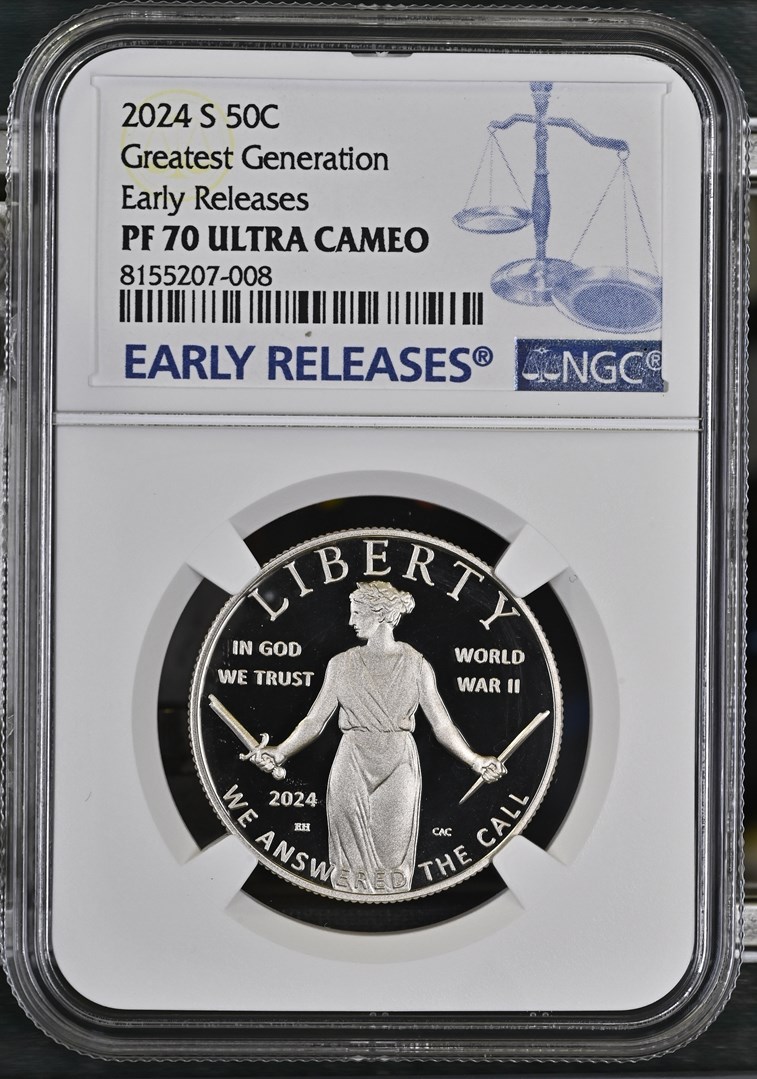 2024 S 50C
Greatest Generation
Early Releases
PF 70 ULTRA CAMEO
8155207-008
EARLY RELEASES®
NGC®
LIBERTY
IN GOD
WE TRUST
WORLD
WAR II
2024
EH
CAC
WE ANSWERED THE CALL